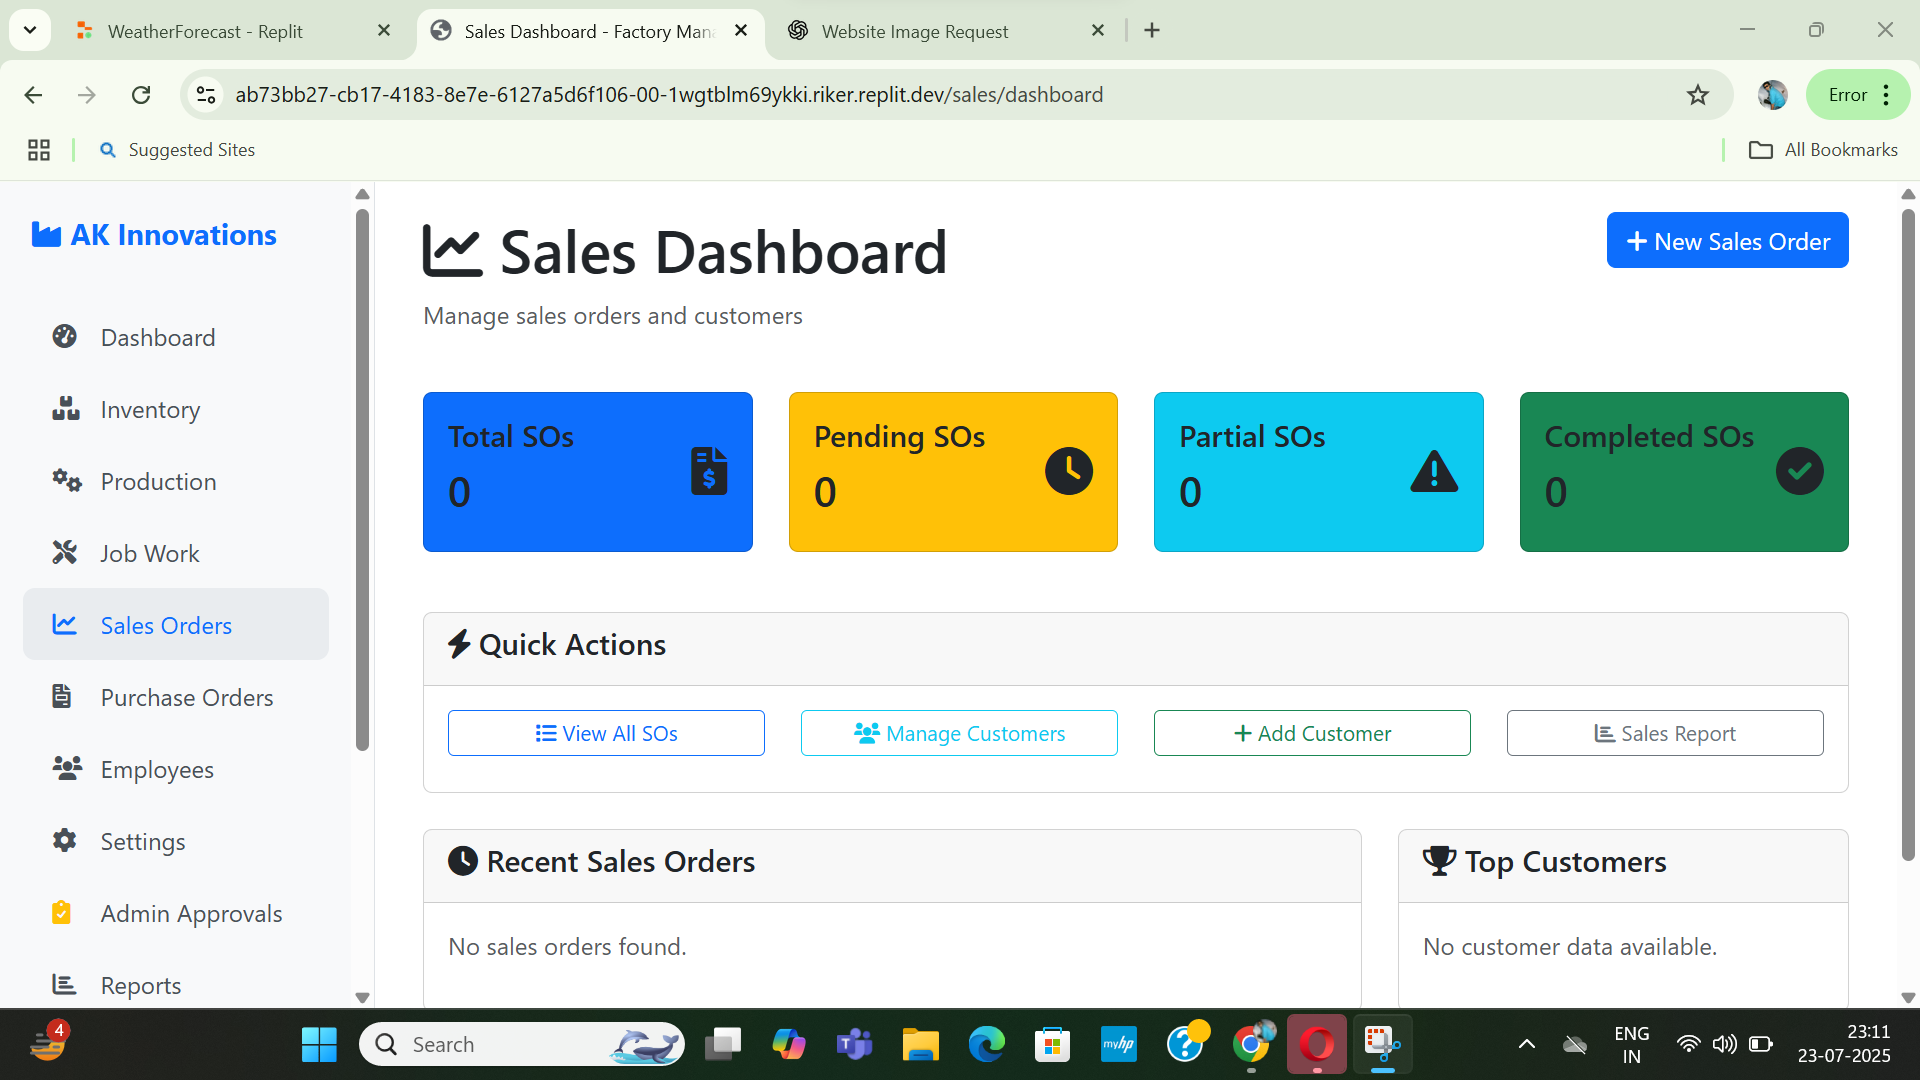 WeatherForecast - Replit
Sales Dashboard - Factory Man
Website Image Request
ab73bb27-cb17-4183-8e7e-6127a5d6f106-00-1wgtblm69ykki.riker.replit.dev/sales/dashboard
Error
Suggested Sites
All Bookmarks
AK Innovations
Dashboard
Inventory
Production
Job Work
Sales Orders
Purchase Orders
Employees
Settings
Admin Approvals
Reports
Sales Dashboard
Manage sales orders and customers
New Sales Order
Total SOs
0
Pending SOs
0
Partial SOs
0
Completed SOs
0
Quick Actions
View All SOs
Manage Customers
Add Customer
Sales Report
Recent Sales Orders
No sales orders found.
Top Customers
No customer data available.
4
Search
myhp
ENG
IN
23:11
23-07-2025